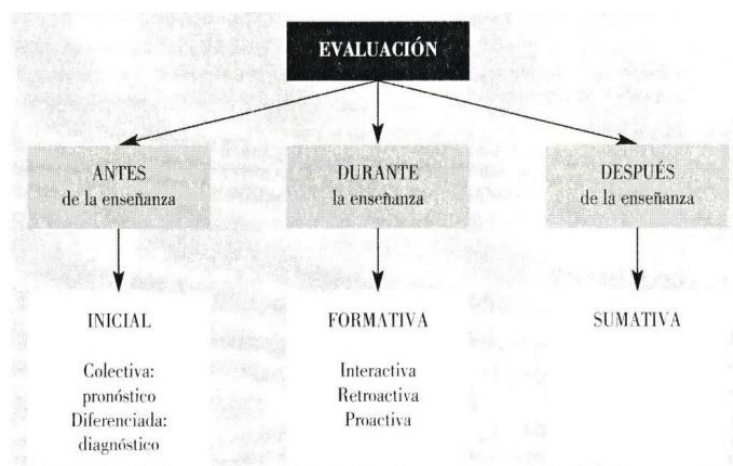 EVALUACIÓN
ANTES
de la enseñanza
DURANTE
la enseñanza
DESPUÉS
de la enseñanza
INICIAL
Colectiva:
pronóstico
Diferenciada:
diagnóstico
FORMATIVA
Interactiva
Retroactiva
Proactiva
SUMATIVA